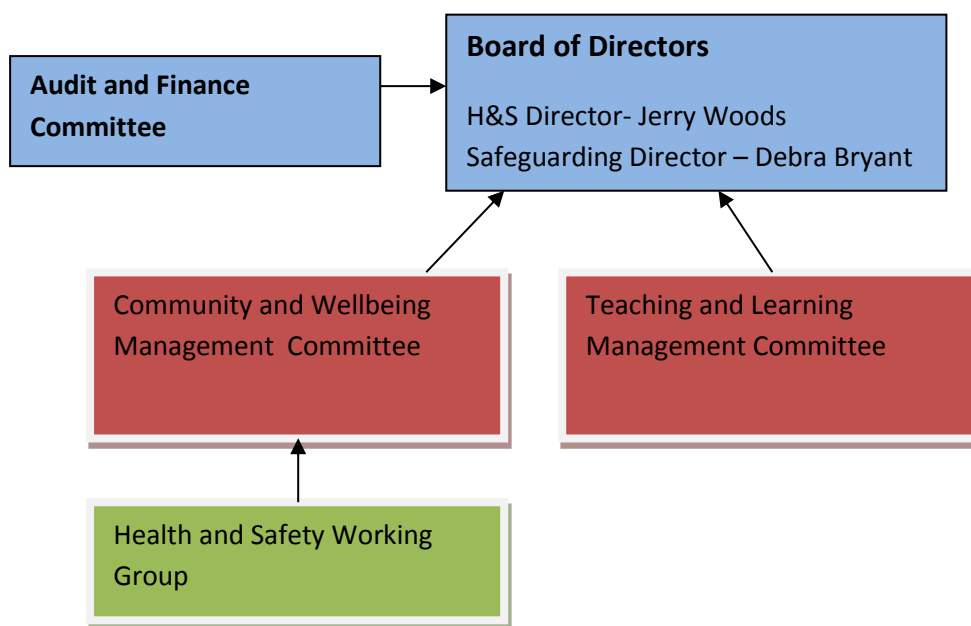 Board of Directors
H&S Director- Jerry Woods
Safeguarding Director – Debra Bryant
Audit and Finance
Committee
Community and Wellbeing
Management  Committee
Teaching and Learning
Management Committee
Health and Safety Working
Group